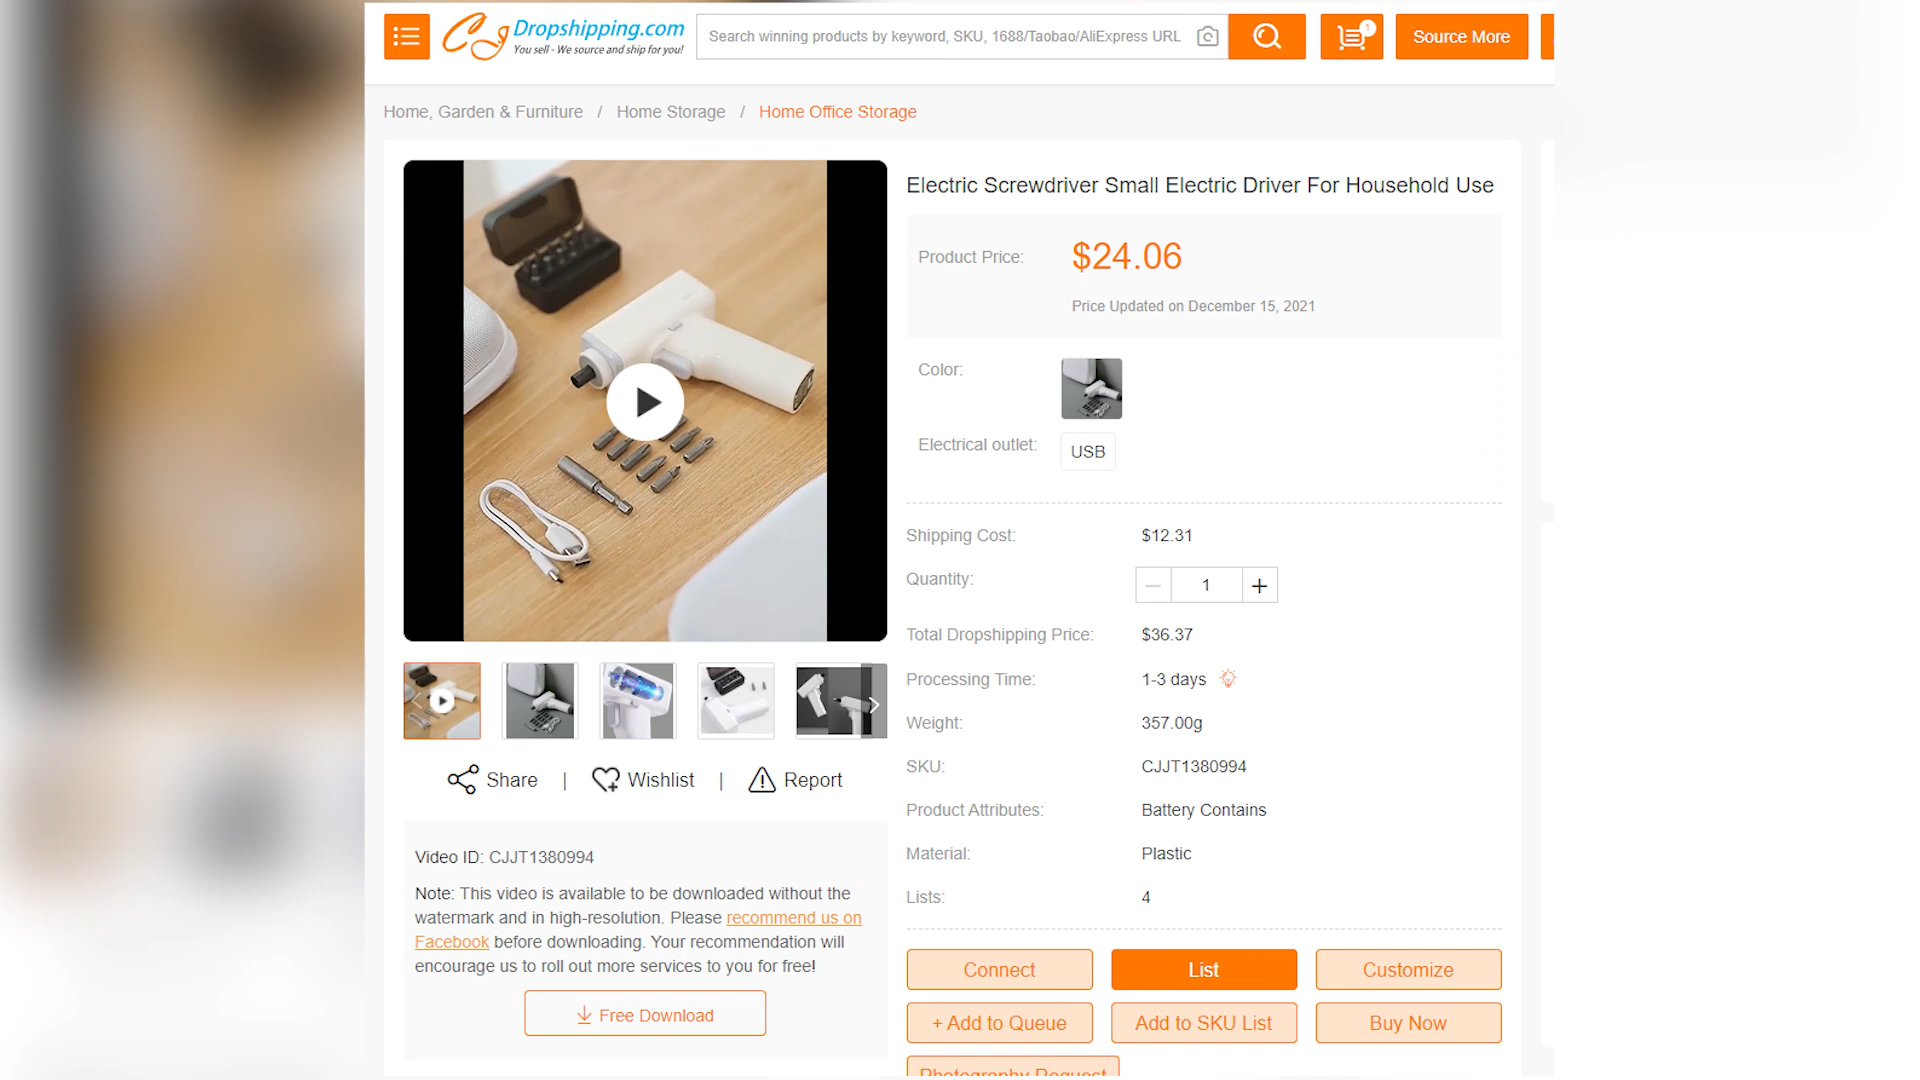 Dropshipping.com
You sell - We source and ship for you!
Search winning products by keyword, SKU, 1688/Taobao/AliExpress URL
1
Source More
Home, Garden & Furniture / Home Storage / Home Office Storage
Electric Screwdriver Small Electric Driver For Household Use
Product Price: $24.06
Price Updated on December 15, 2021
Color:
Electrical outlet: USB
Shipping Cost: $12.31
Quantity: 1 +
Total Dropshipping Price: $36.37
Processing Time: 1-3 days
Weight: 357.00g
SKU: CJJT1380994
Product Attributes: Battery Contains
Material: Plastic
Lists: 4
Share | Wishlist | Report
Video ID: CJJT1380994
Note: This video is available to be downloaded without the
watermark and in high-resolution. Please recommend us on
Facebook before downloading. Your recommendation will
encourage us to roll out more services to you for free!
Free Download
Connect List Customize
+ Add to Queue Add to SKU List Buy Now
Photography Request